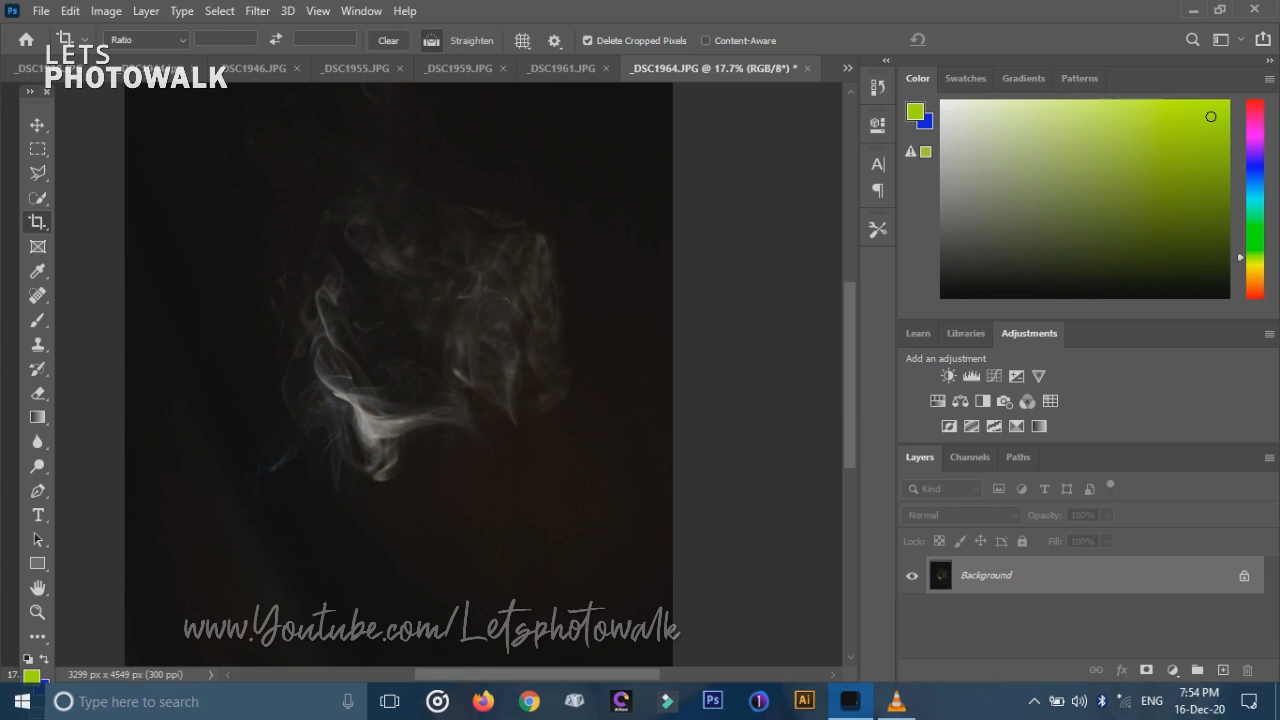 Ps File Edit Image Layer Type Select Filter 3D View Window Help
LETS
PHOTOWALK
Ratio Clear Straighten Delete Cropped Pixels Content-Aware
_DSC1946.JPG _DSC1955.JPG _DSC1959.JPG _DSC1961.JPG _DSC1964.JPG @ 17.7% (RGB/8*) *
Color Swatches Gradients Patterns
Learn Libraries Adjustments
Add an adjustment
Layers Channels Paths
Kind
Normal Opacity: 100%
Lock: Fill: 100%
Background
www.Youtube.com/Letsphotowalk
17. 3299 px x 4549 px (300 ppi)
Type here to search Ps Ai ENG 7:54 PM
16-Dec-20